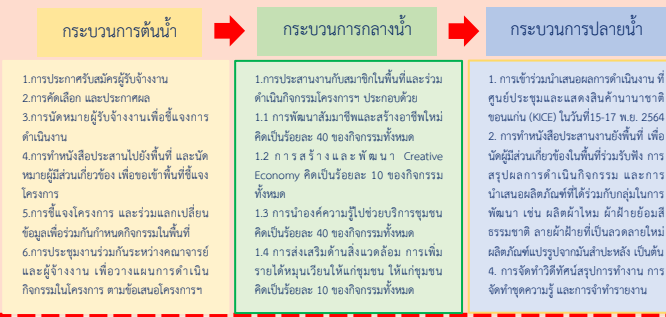 กระบวนการต้นน้ำ
กระบวนการกลางน้ำ
กระบวนการปลายน้ำ
1.การประกาศรับสมัครผู้รับจ้างงาน
2.การคัดเลือก และประกาศผล
3.การนัดหมายผู้รับจ้างงานเพื่อชี้แจงการ
ดำเนินงาน
4.การทำหนังสือประสานไปยังพื้นที่ และนัด
หมายผู้มีส่วนเกี่ยวข้อง เพื่อขอเข้าพื้นที่ชี้แจง
โครงการ
5.การชี้แจงโครงการ และร่วมแลกเปลี่ยน
ข้อมูลเพื่อร่วมกันกำหนดกิจกรรมในพื้นที่
6.การประชุมงานร่วมกันระหว่างคณาจารย์
และผู้จ้างงาน เพื่อวางแผนการดำเนิน
กิจกรรมในโครงการ ตามข้อเสนอโครงการฯ
1.การประสานงานกับสมาชิกในพื้นที่และร่วม
ดำเนินกิจกรรมโครงการฯ ประกอบด้วย
1.1 การพัฒนาสัมมาชีพและสร้างอาชีพใหม่
คิดเป็นร้อยละ 40 ของกิจกรรมทั้งหมด
1.2 การสร้างและพัฒนา Creative
Economy คิดเป็นร้อยละ 10 ของกิจกรรม
ทั้งหมด
1.3 การนำองค์ความรู้ไปช่วยบริการชุมชน
คิดเป็นร้อยละ 40 ของกิจกรรมทั้งหมด
1.4 การส่งเสริมด้านสิ่งแวดล้อม การเพิ่ม
รายได้หมุนเวียนให้แก่ชุมชน ให้แก่ชุมชน
คิดเป็นร้อยละ 10 ของกิจกรรมทั้งหมด
1. การเข้าร่วมนำเสนอผลการดำเนินงาน ที่
ศูนย์ประชุมและแสดงสินค้านานาชาติ
ขอนแก่น (KICE) ในวันที่15-17 พ.ย. 2564
2. การทำหนังสือประสานงานยังพื้นที่ เพื่อ
นัดผู้มีส่วนเกี่ยวข้องในพื้นที่ร่วมรับฟัง การ
สรุปผลการดำเนินกิจกรรม และการ
นำเสนอผลิตภัณฑ์ที่ได้ร่วมกับกลุ่มในการ
พัฒนา เช่น ผลิตผ้าไหม ผ้าฝ้ายย้อมสี
ธรรมชาติ ลายผ้าฝ้ายที่เป็นลวดลายใหม่
ผลิตภัณฑ์แปรรูปจากมันสำปะหลัง เป็นต้น
4. การจัดทำวีดีทัศน์สรุปการทำงาน การ
จัดทำชุดความรู้ และการจำทำรายงาน